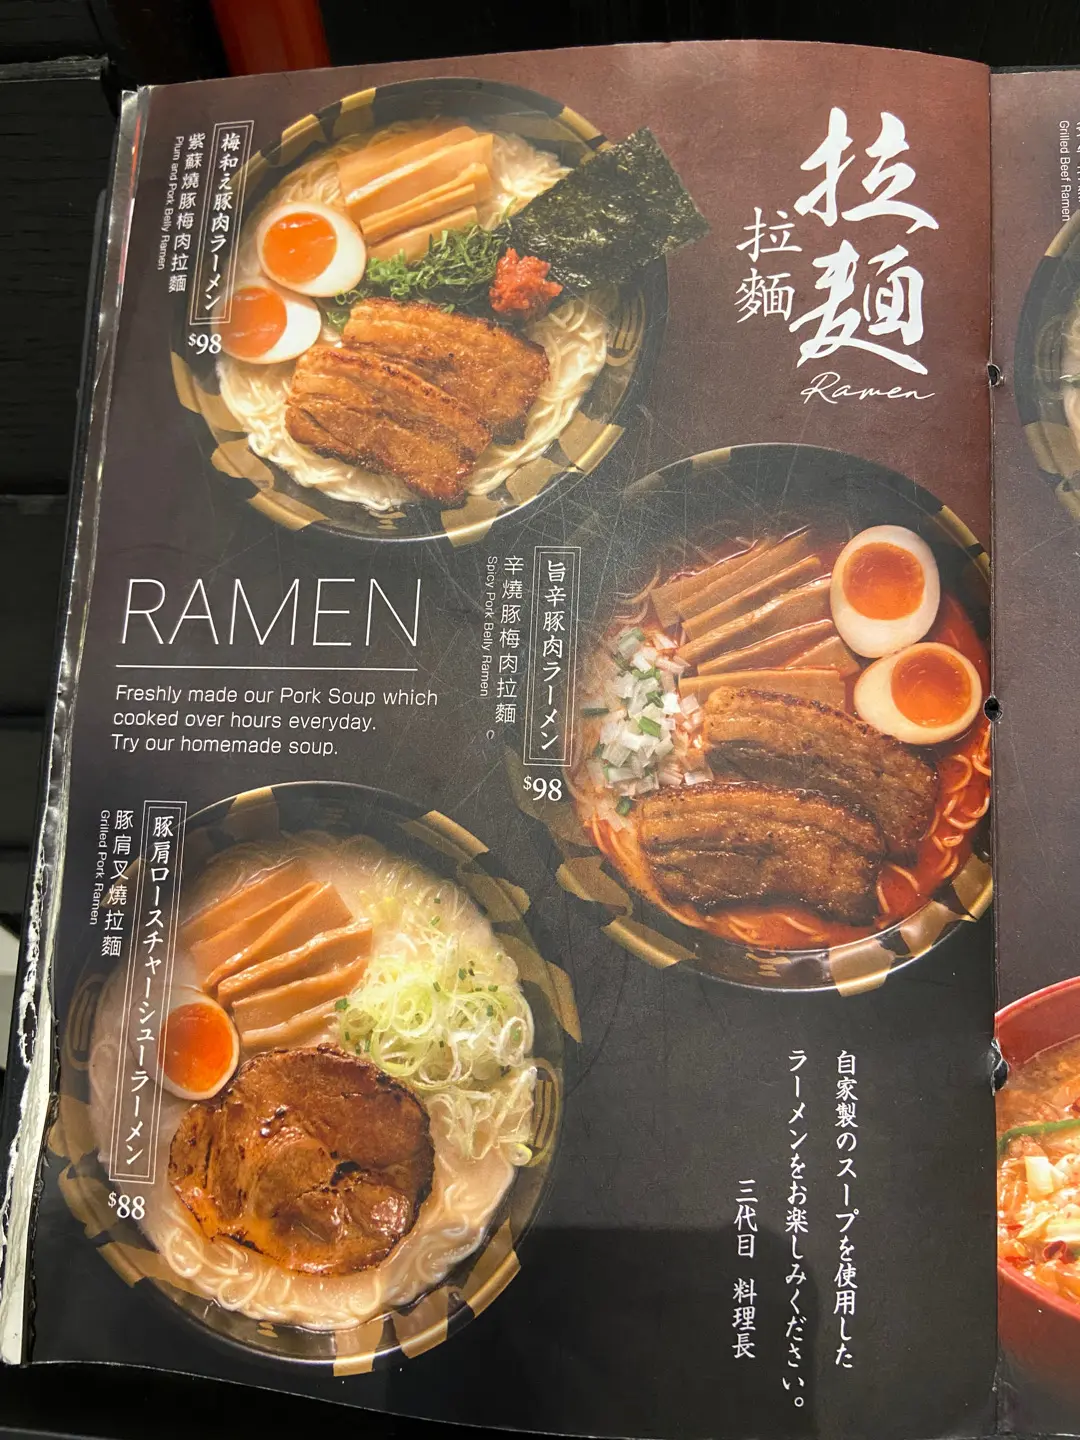 拉麵
拉麵
Ramen
梅和え豚肉ラーメン
紫蘇燒豚梅肉拉麵
Plum and Pork Belly Ramen
$98
RAMEN
Freshly made our Pork Soup which
cooked over hours everyday.
Try our homemade soup.
旨辛豚肉ラーメン
辛燒豚梅肉拉麵。
Spicy Pork Belly Ramen
$98
豚肩ロースチャーシューラーメン
豚肩叉燒拉麵
Grilled Pork Ramen
$88
自家製のスープを使用した
ラーメンをお楽しみください。
三代目 料理長
Grilled Beef Ramen